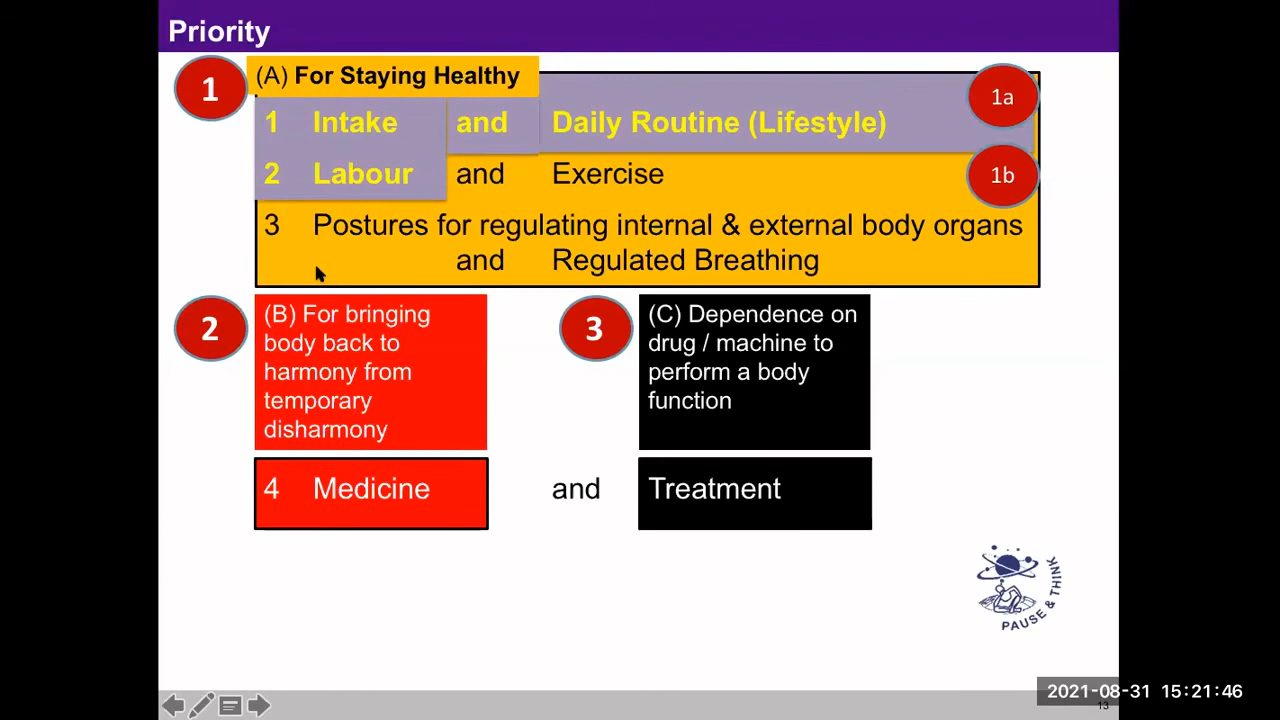 Priority
1
(A) For Staying Healthy
1a
1 Intake and Daily Routine (Lifestyle)
2 Labour and Exercise
1b
3 Postures for regulating internal & external body organs
and Regulated Breathing
2
(B) For bringing
body back to
harmony from
temporary
disharmony
3
(C) Dependence on
drug / machine to
perform a body
function
4 Medicine and Treatment
PAUSE & THINK
2021-08-31 15:21:46
13